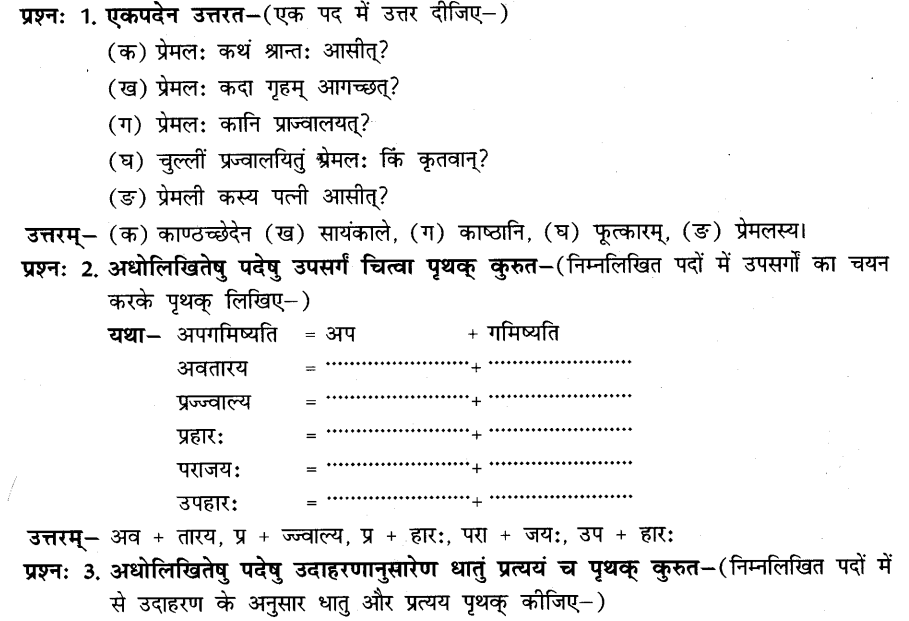 प्रश्न: 1. एकपदेन उत्तरत–(एक पद में उत्तर दीजिए–)
(क) प्रेमल: कथं श्रान्त: आसीत्?
(ख) प्रेमल: कदा गृहम् आगच्छत्?
(ग) प्रेमल: कानि प्राज्वालयत्?
(घ) चुल्लीं प्रज्वालयितुं प्रेमल: किं कृतवान्?
(ङ) प्रेमली कस्य पत्नी आसीत्?
उत्तरम्– (क) काण्ठच्छेदेन (ख) सायंकाले, (ग) काष्ठानि, (घ) फूत्कारम्, (ङ) प्रेमलस्य।
प्रश्न: 2. अधोलिखितेषु पदेषु उपसर्गं चित्वा पृथक् कुरुत–(निम्नलिखित पदों में उपसर्गों का चयन
करके पृथक् लिखिए–)
यथा– अपगमिष्यति = अप + गमिष्यति
अवतारय = ........................+ ........................
प्रज्ज्वाल्य = ........................+ ........................
प्रहार: = ........................+ ........................
पराजय: = ........................+ ........................
उपहार: = ........................+ ........................
उत्तरम्– अव + तारय, प्र + ज्ज्वाल्य, प्र + हार:, परा + जय:, उप + हार:
प्रश्न: 3. अधोलिखितेषु पदेषु उदाहरणानुसारेण धातुं प्रत्ययं च पृथक् कुरुत–(निम्नलिखित पदों में
से उदाहरण के अनुसार धातु और प्रत्यय पृथक् कीजिए–)